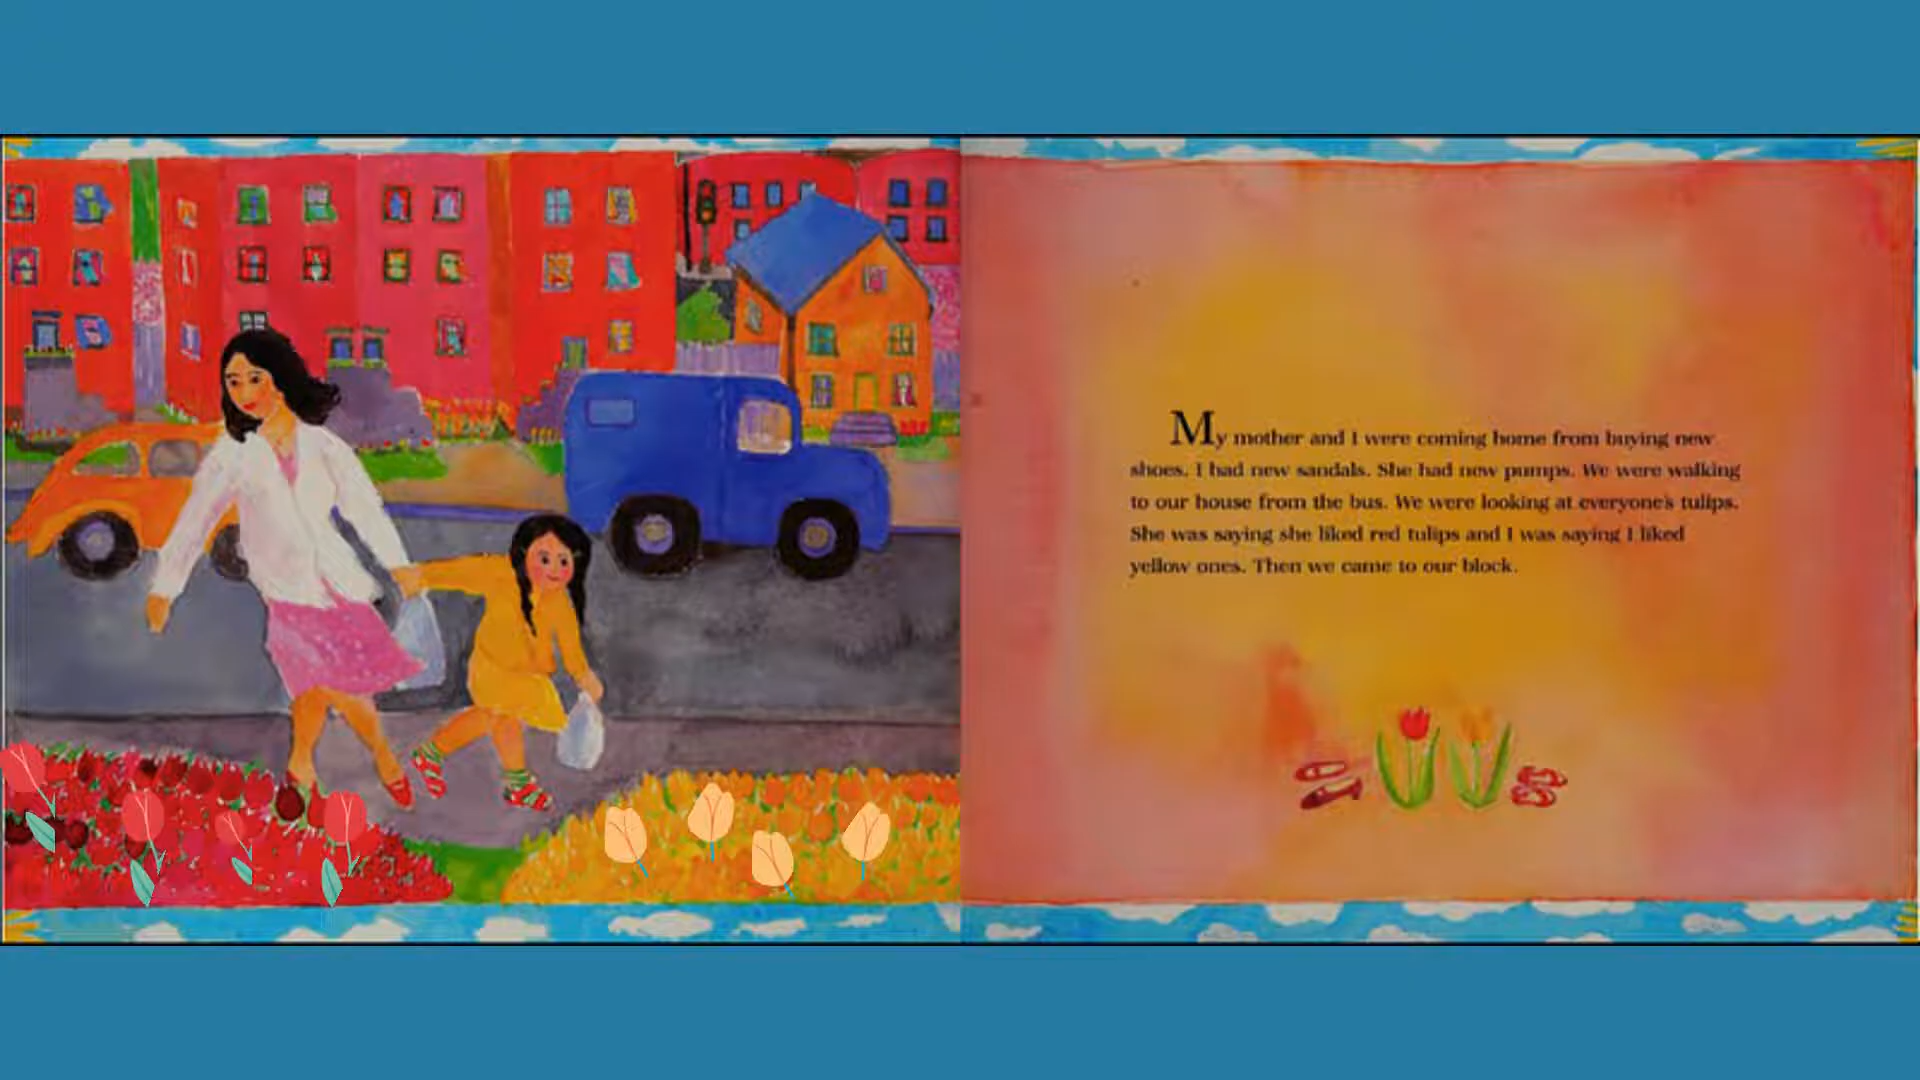 My mother and I were coming home from buying new
shoes. I had new sandals. She had new pumps. We were walking
to our house from the bus. We were looking at everyone's tulips.
She was saying she liked red tulips and I was saying I liked
yellow ones. Then we came to our block.